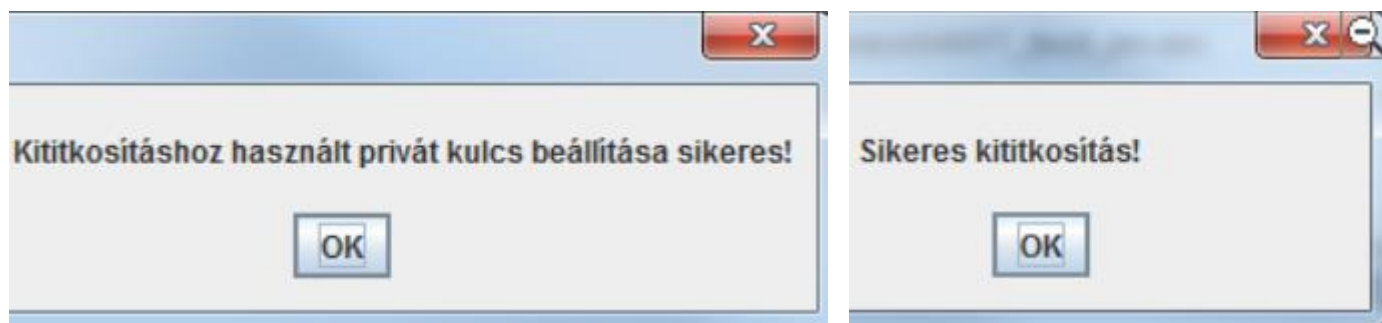 Kititkosításhoz használt privát kulcs beállítása sikeres!
OK
Sikeres kititkosítás!
OK